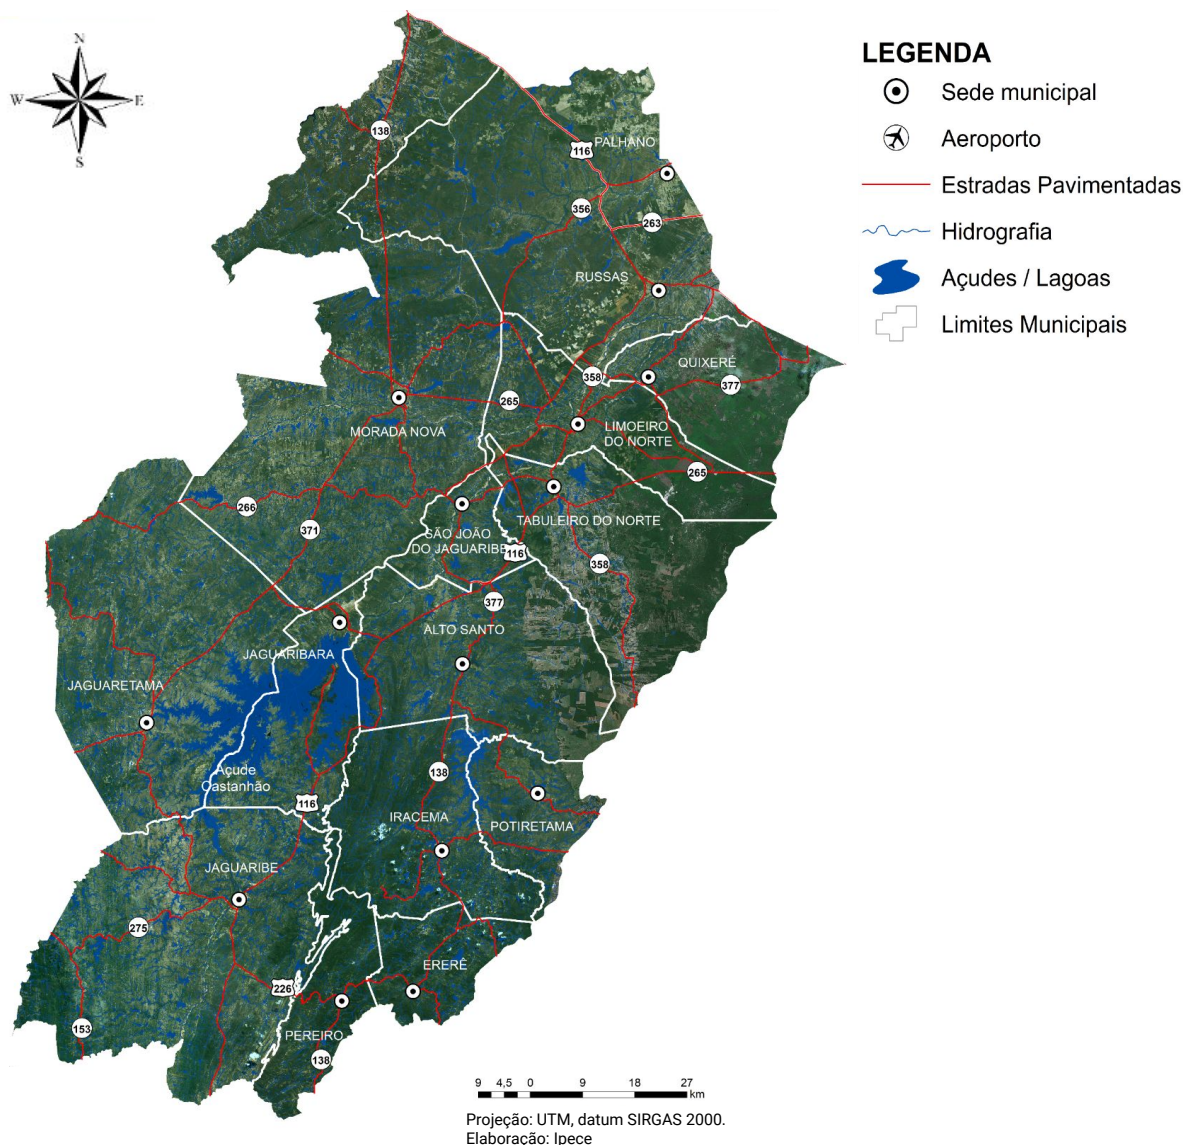 N
W
E
S
LEGENDA
Sede municipal
Aeroporto
Estradas Pavimentadas
Hidrografia
Açudes / Lagoas
Limites Municipais
138
116
PALHANO
356
263
RUSSAS
358
QUIXERÉ
377
265
MORADA NOVA
LIMOEIRO
DO NORTE
265
266
371
TABULEIRO DO NORTE
SÃO JOÃO
DO JAGUARIBE
116
358
377
ALTO SANTO
JAGUARIBARA
JAGUARETAMA
Açude
Castanhão
116
138
IRACEMA
POTIRETAMA
JAGUARIBE
275
ERERÊ
226
153
PEREIRO
138
9 4,5 0 9 18 27
km
Projeção: UTM, datum SIRGAS 2000.
Elaboração: Ipece